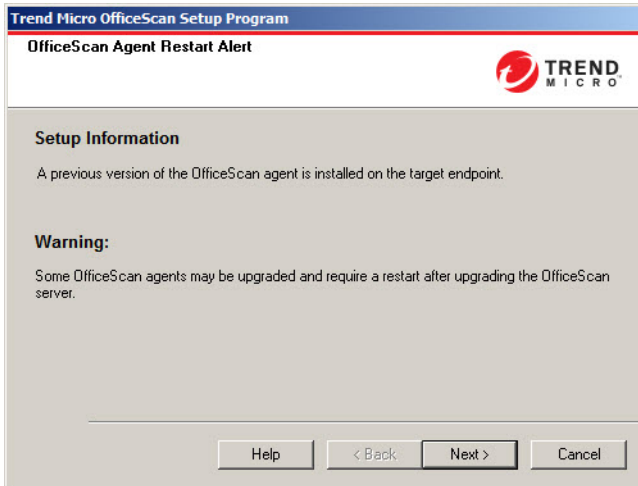 Trend Micro OfficeScan Setup Program
OfficeScan Agent Restart Alert
TREND
MICRO™
Setup Information
A previous version of the OfficeScan agent is installed on the target endpoint.
Warning:
Some OfficeScan agents may be upgraded and require a restart after upgrading the OfficeScan
server.
Help < Back Next > Cancel